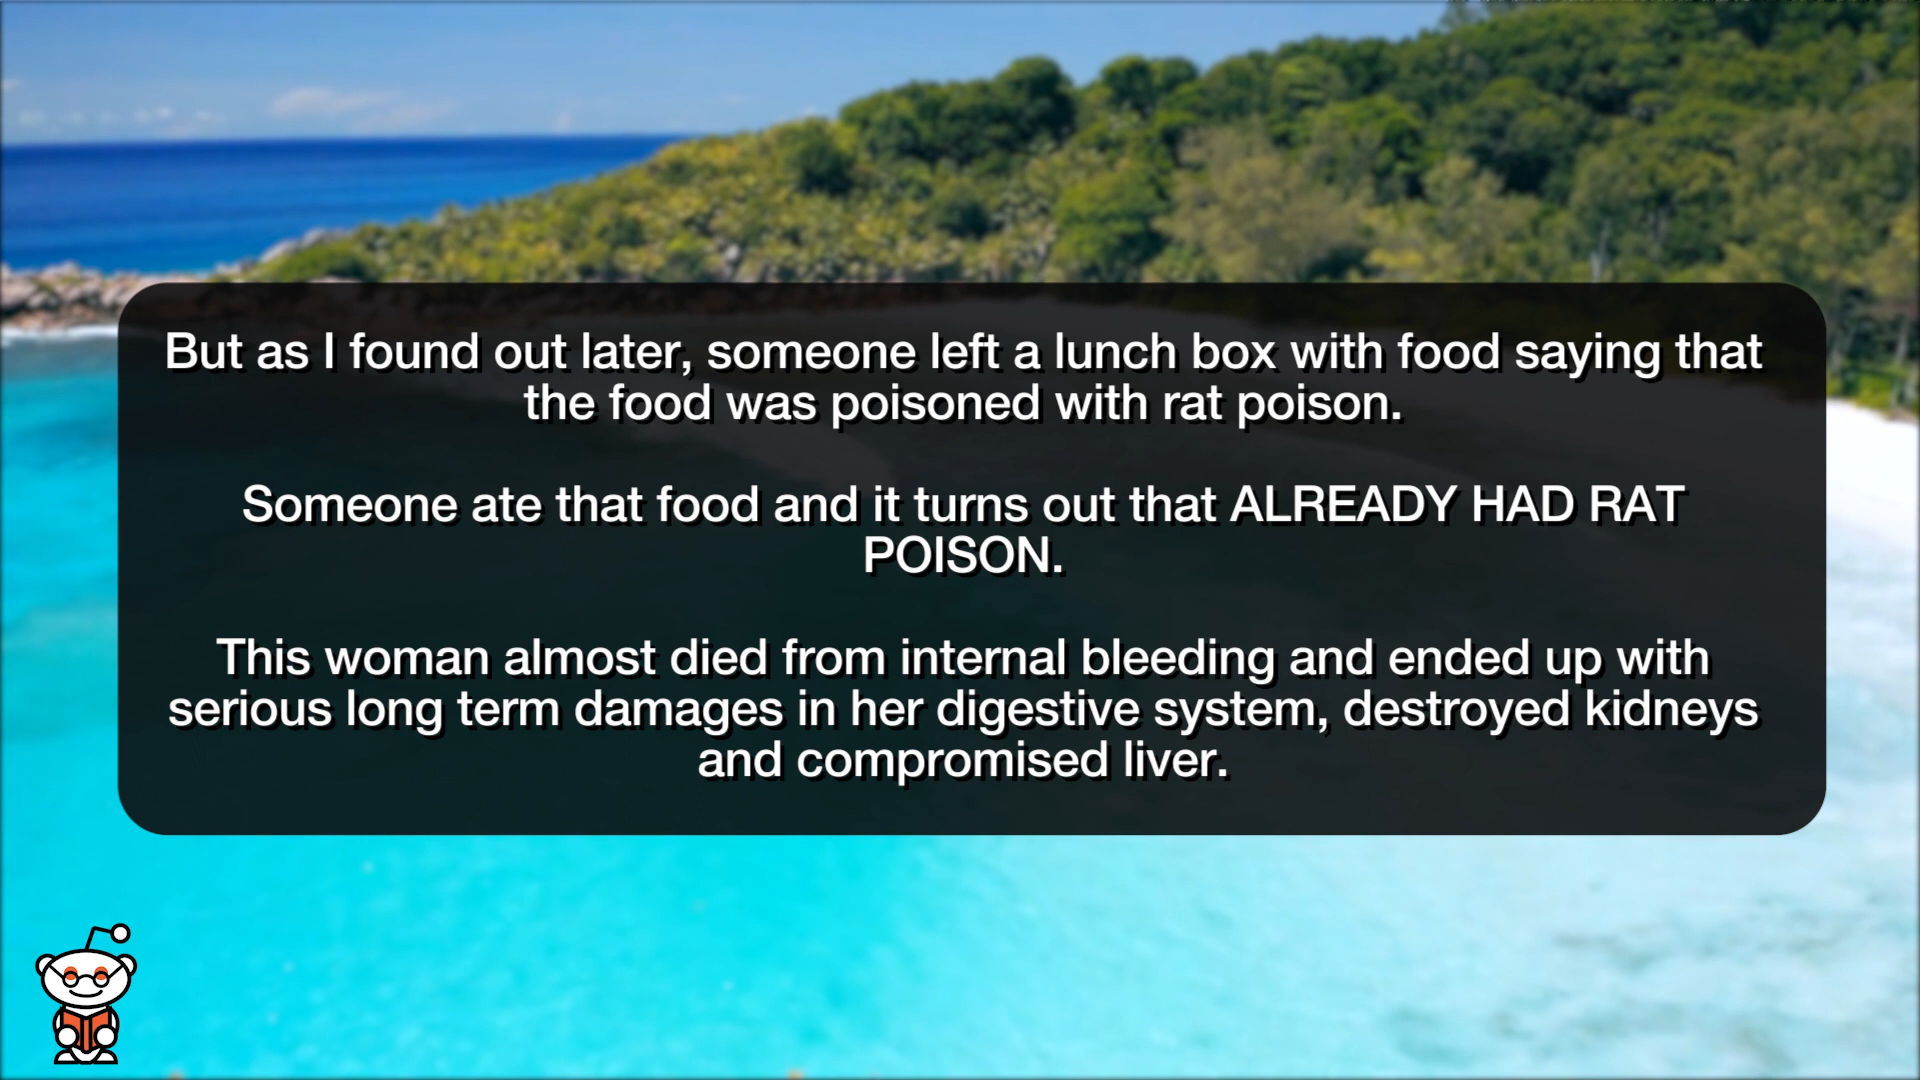 But as I found out later, someone left a lunch box with food saying that
the food was poisoned with rat poison.
Someone ate that food and it turns out that ALREADY HAD RAT
POISON.
This woman almost died from internal bleeding and ended up with
serious long term damages in her digestive system, destroyed kidneys
and compromised liver.